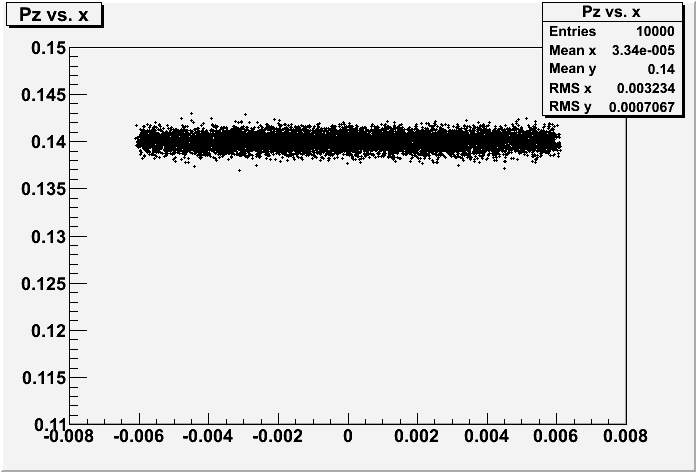 Pz vs. x
Pz vs. x
Entries 10000
Mean x 3.34e-005
Mean y 0.14
RMS x 0.003234
RMS y 0.0007067
0.15
0.145
0.14
0.135
0.13
0.125
0.12
0.115
0.11
-0.008 -0.006 -0.004 -0.002 0 0.002 0.004 0.006 0.008